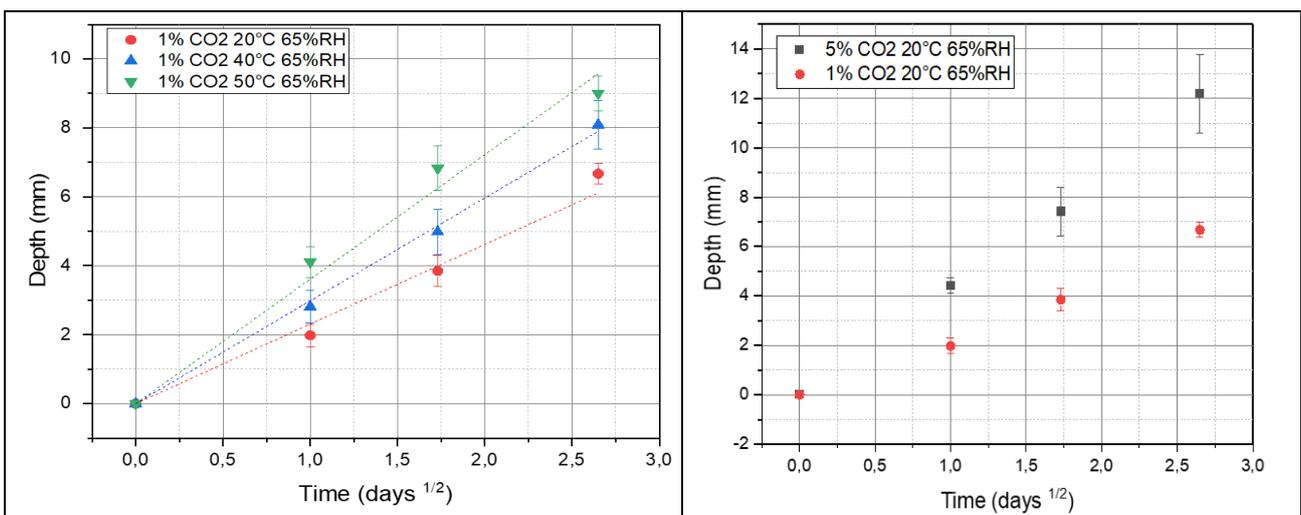 1% CO2 20°C 65%RH
1% CO2 40°C 65%RH
1% CO2 50°C 65%RH
10
8
6
4
2
0
Depth (mm)
0,0 0,5 1,0 1,5 2,0 2,5 3,0
Time (days 1/2)
5% CO2 20°C 65%RH
1% CO2 20°C 65%RH
14
12
10
8
6
4
2
0
-2
Depth (mm)
0,0 0,5 1,0 1,5 2,0 2,5 3,0
Time (days 1/2)